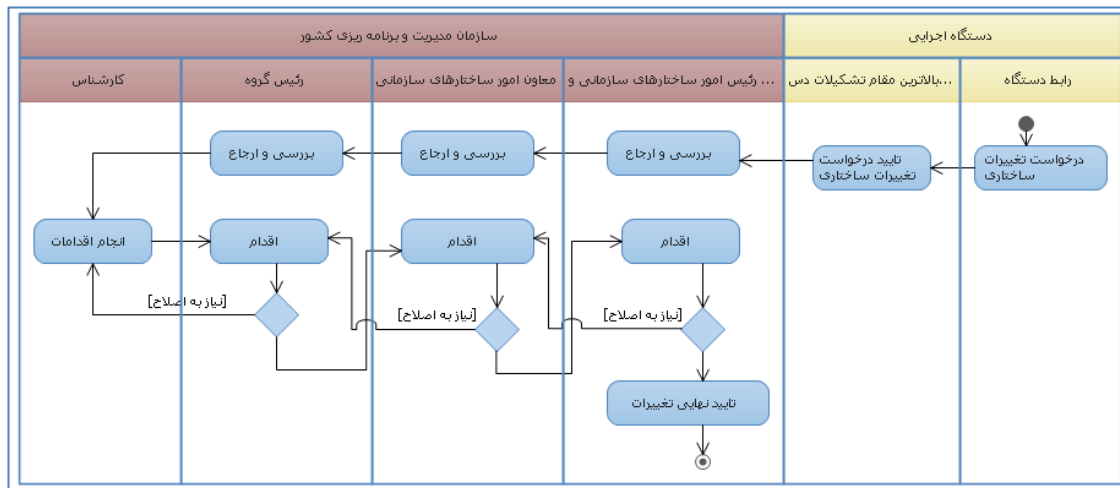 دستگاه اجرایی
سازمان مدیریت و برنامه ریزی کشور
رابط دستگاه
بالاترین مقام تشکیلات دس...
رئیس امور ساختارهای سازمانی و ...
معاون امور ساختارهای سازمانی
رئیس گروه
کارشناس
درخواست تغییرات
ساختاری
تایید درخواست
تغییرات ساختاری
بررسی و ارجاع
بررسی و ارجاع
بررسی و ارجاع
اقدام
اقدام
اقدام
انجام اقدامات
[نیاز به اصلاح]
[نیاز به اصلاح]
[نیاز به اصلاح]
تایید نهایی تغییرات